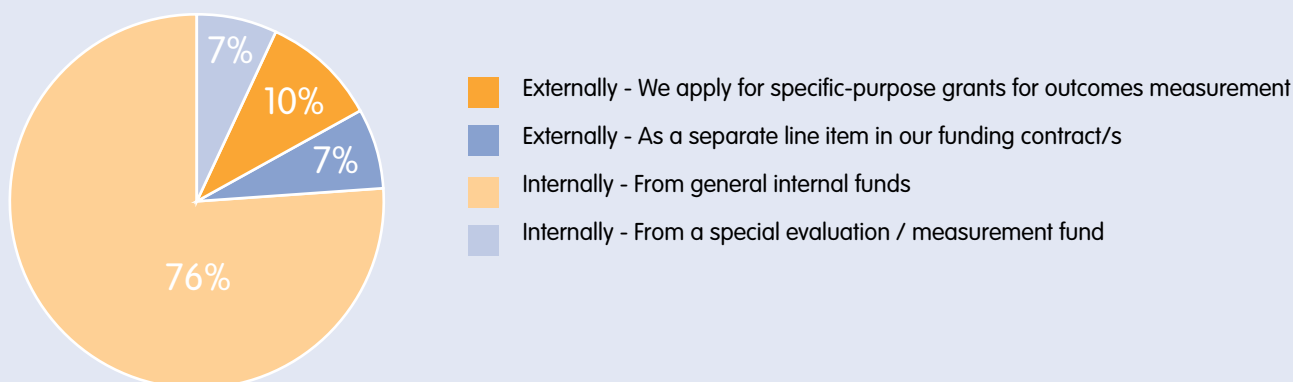 7%
10%
7%
76%
Externally - We apply for specific-purpose grants for outcomes measurement
Externally - As a separate line item in our funding contract/s
Internally - From general internal funds
Internally - From a special evaluation / measurement fund